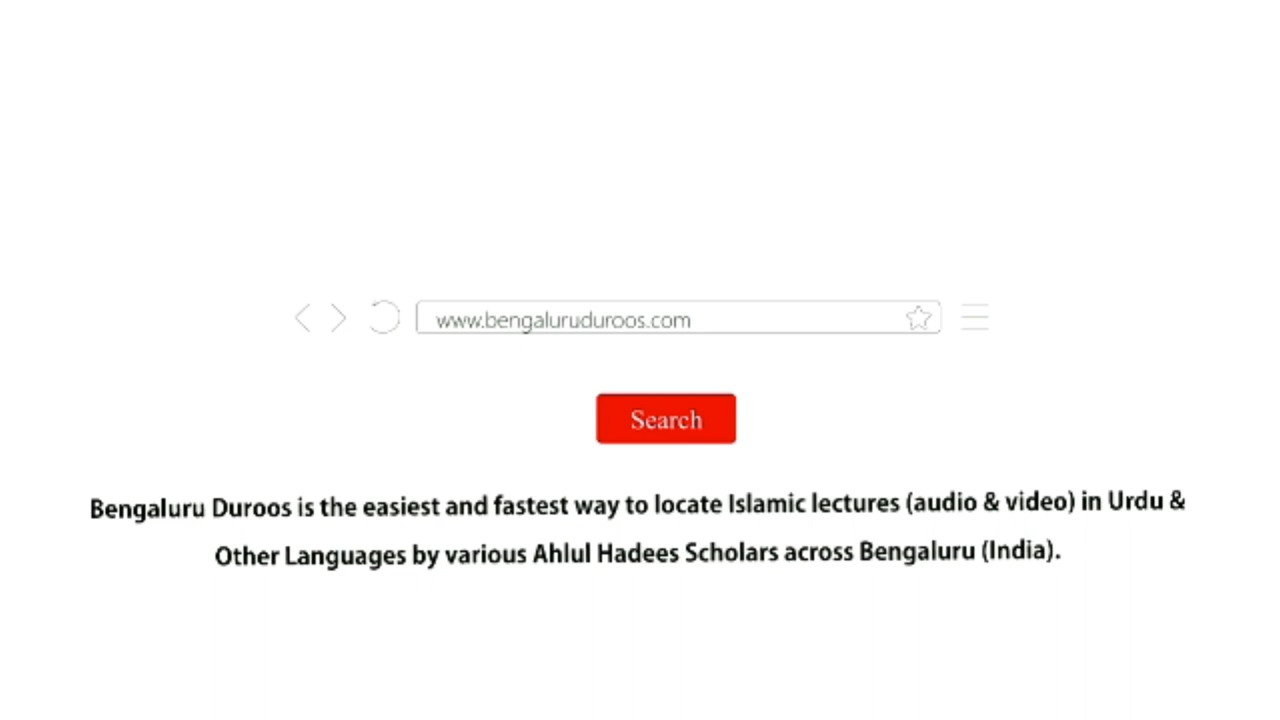 www.bengaluruduroos.com
Search
Bengaluru Duroos is the easiest and fastest way to locate Islamic lectures (audio & video) in Urdu &
Other Languages by various Ahlul Hadees Scholars across Bengaluru (India).